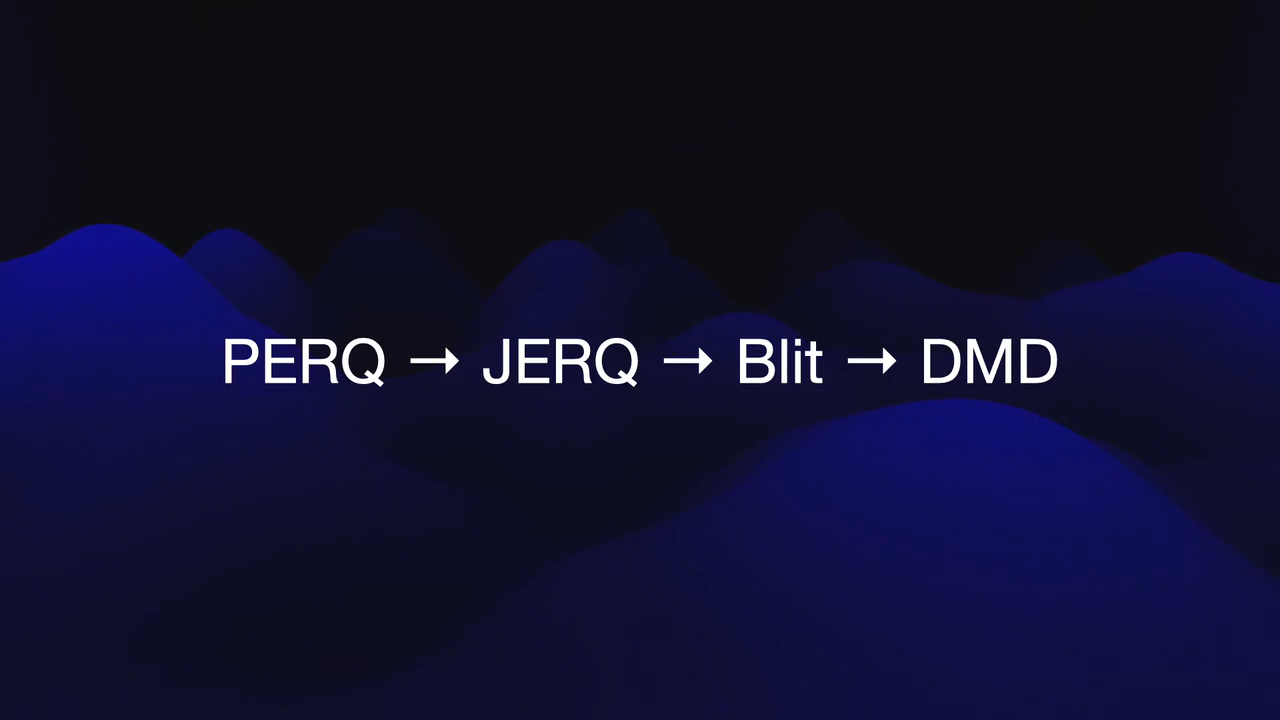 PERQ → JERQ → Blit → DMD